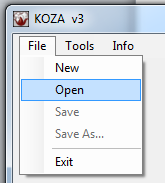 KOZA v3
File Tools Info
New
Open
Save
Save As...
Exit